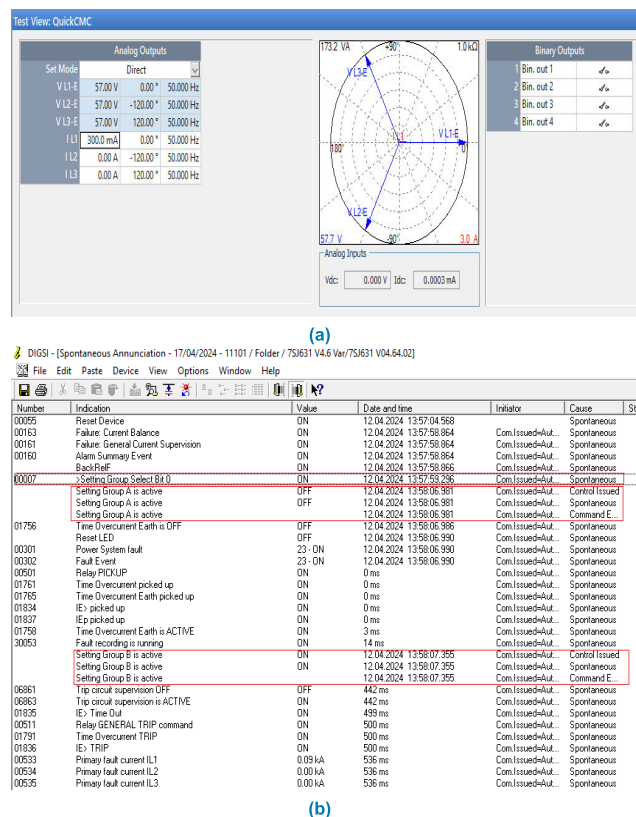 Test View: QuickCMC
Analog Outputs
Set Mode Direct
V L1-E 57.00 V 0.00 ° 50.000 Hz
V L2-E 57.00 V -120.00 ° 50.000 Hz
V L3-E 57.00 V 120.00 ° 50.000 Hz
I L1 300.0 mA 0.00 ° 50.000 Hz
I L2 0.00 A -120.00 ° 50.000 Hz
I L3 0.00 A 120.00 ° 50.000 Hz
173.2 VA +90° 1.0 kΩ
V L3-E
V L1-E
180° 0°
V L2-E
57.7 V -90° 3.0 A
Analog Inputs
Vdc: 0.000 V Idc: 0.0003 mA
Binary Outputs
1 Bin. out 1
2 Bin. out 2
3 Bin. out 3
4 Bin. out 4
(a)
DIGSI - [Spontaneous Annunciation - 17/04/2024 - 11101 / Folder / 7SJ631 V4.6 Var/7SJ631 V04.64.02]
File Edit Paste Device View Options Window Help
Number Indication Value Date and time Initiator Cause St
00055 Reset Device ON 12.04.2024 13:57:04.568 Spontaneous
00163 Failure: Current Balance ON 12.04.2024 13:57:58.864 Com.Issued=Aut... Spontaneous
00161 Failure: General Current Supervision ON 12.04.2024 13:57:58.864 Com.Issued=Aut... Spontaneous
00160 Alarm Summary Event ON 12.04.2024 13:57:58.864 Com.Issued=Aut... Spontaneous
BackRelF ON 12.04.2024 13:57:58.866 Com.Issued=Aut... Spontaneous
00007 >Setting Group Select Bit 0 ON 12.04.2024 13:57:59.296 Com.Issued=Aut... Spontaneous
Setting Group A is active OFF 12.04.2024 13:58:06.981 Com.Issued=Aut... Control Issued
Setting Group A is active OFF 12.04.2024 13:58:06.981 Com.Issued=Aut... Spontaneous
Setting Group A is active 12.04.2024 13:58:06.981 Com.Issued=Aut... Command E...
01756 Time Overcurrent Earth is OFF OFF 12.04.2024 13:58:06.986 Com.Issued=Aut... Spontaneous
Reset LED ON 12.04.2024 13:58:06.990 Com.Issued=Aut... Spontaneous
00301 Power System fault 23 - ON 12.04.2024 13:58:06.990 Com.Issued=Aut... Spontaneous
00302 Fault Event 23 - ON 12.04.2024 13:58:06.990 Com.Issued=Aut... Spontaneous
00501 Relay PICKUP ON 0 ms Com.Issued=Aut... Spontaneous
01761 Time Overcurrent picked up ON 0 ms Com.Issued=Aut... Spontaneous
01765 Time Overcurrent Earth picked up ON 0 ms Com.Issued=Aut... Spontaneous
01834 IE> picked up ON 0 ms Com.Issued=Aut... Spontaneous
01837 IEp picked up ON 0 ms Com.Issued=Aut... Spontaneous
01758 Time Overcurrent Earth is ACTIVE ON 3 ms Com.Issued=Aut... Spontaneous
30053 Fault recording is running ON 14 ms Com.Issued=Aut... Spontaneous
Setting Group B is active ON 12.04.2024 13:58:07.355 Com.Issued=Aut... Control Issued
Setting Group B is active ON 12.04.2024 13:58:07.355 Com.Issued=Aut... Spontaneous
Setting Group B is active 12.04.2024 13:58:07.355 Com.Issued=Aut... Command E...
06861 Trip circuit supervision OFF OFF 442 ms Com.Issued=Aut... Spontaneous
06863 Trip circuit supervision is ACTIVE ON 442 ms Com.Issued=Aut... Spontaneous
01835 IE> Time Out ON 499 ms Com.Issued=Aut... Spontaneous
00511 Relay GENERAL TRIP command ON 500 ms Com.Issued=Aut... Spontaneous
01791 Time Overcurrent TRIP ON 500 ms Com.Issued=Aut... Spontaneous
01836 IE> TRIP ON 500 ms Com.Issued=Aut... Spontaneous
00533 Primary fault current IL1 0.09 kA 536 ms Com.Issued=Aut... Spontaneous
00534 Primary fault current IL2 0.00 kA 536 ms Com.Issued=Aut... Spontaneous
00535 Primary fault current IL3 0.00 kA 536 ms Com.Issued=Aut... Spontaneous
(b)